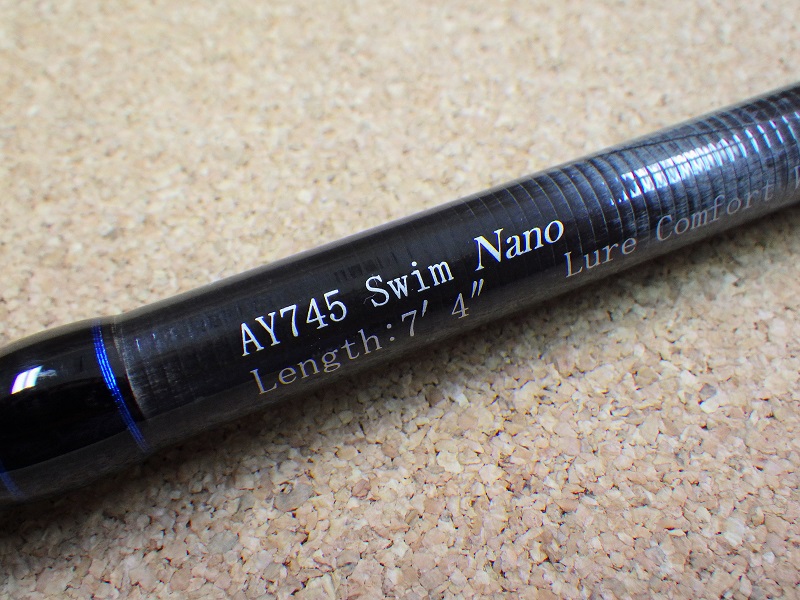 AY745 Swim Nano
Length:7′ 4″ Lure Comfort